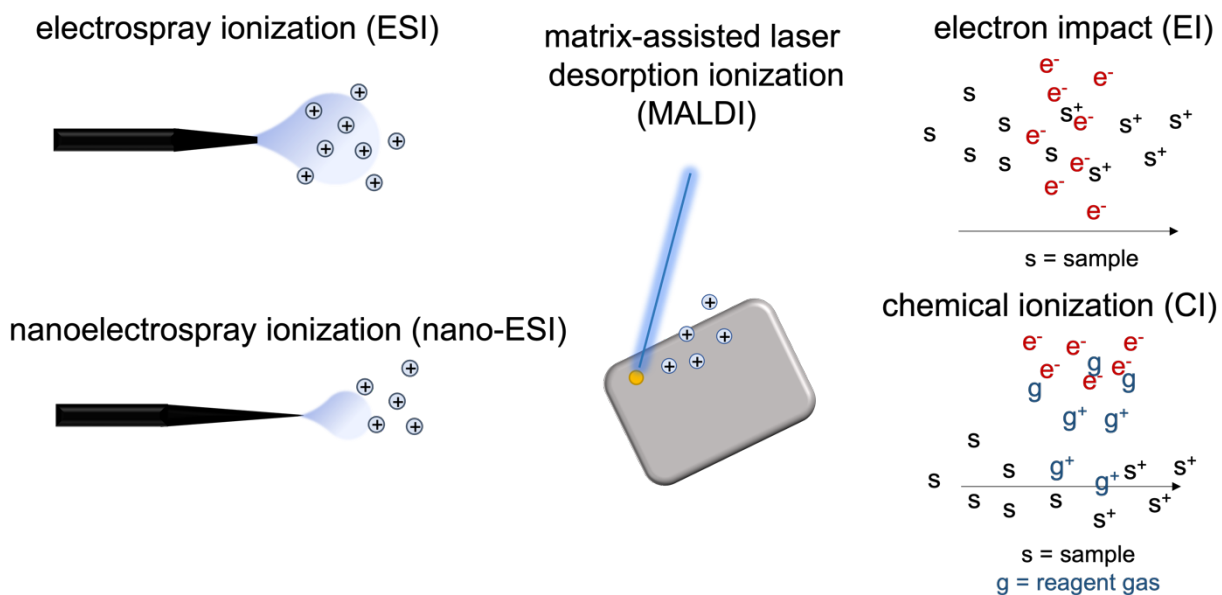 electrospray ionization (ESI)
+ + + + + + + +
nanoelectrospray ionization (nano-ESI)
+ + + + +
matrix-assisted laser
desorption ionization
(MALDI)
+ + + + +
electron impact (EI)
e⁻ e⁻
s e⁻
s⁺ e⁻ s⁺ s⁺
s s e⁻
s s s e⁻ s⁺ s⁺
e⁻
e⁻
s = sample
chemical ionization (CI)
e⁻ e⁻ e⁻
g e⁻
e⁻ e⁻ g
g
g⁺ g⁺
s
s g⁺ s⁺ s⁺
s g⁺
s s s s⁺
s⁺
s = sample
g = reagent gas